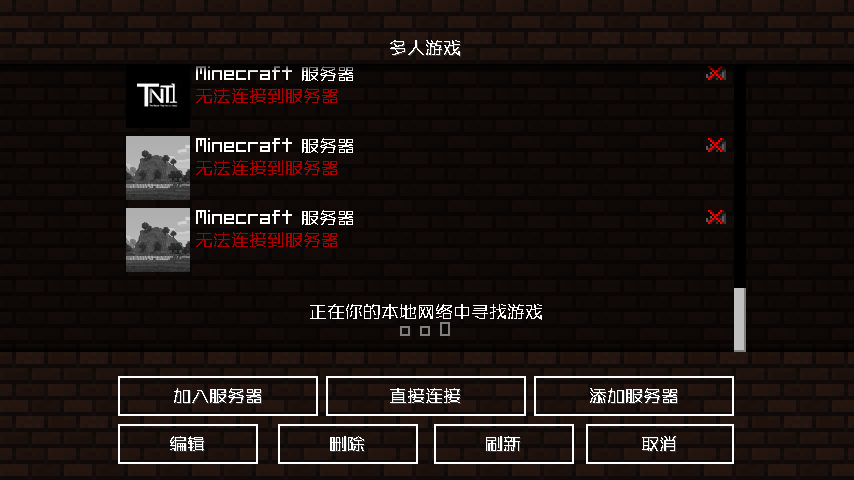 多人游戏
Minecraft 服务器
无法连接到服务器
TNT1
Minecraft 服务器
无法连接到服务器
Minecraft 服务器
无法连接到服务器
正在你的本地网络中寻找游戏
加入服务器
直接连接
添加服务器
编辑
删除
刷新
取消